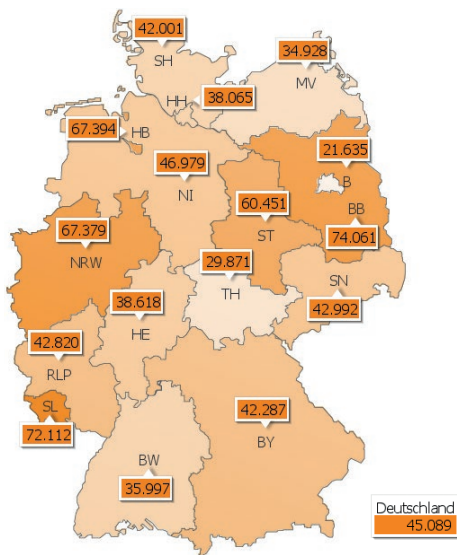 42.001
SH
34.928
MV
HH
38.065
67.394
HB
46.979
NI
21.635
B
BB
60.451
ST
74.061
67.379
NRW
29.871
TH
SN
42.992
38.618
HE
42.820
RLP
SL
72.112
42.287
BY
BW
35.997
Deutschland
45.089